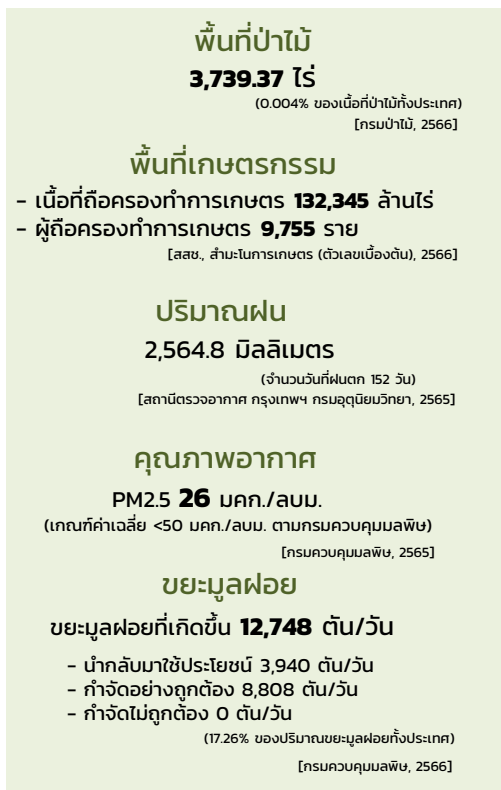 พื้นที่ป่าไม้
3,739.37 ไร่
(0.004% ของเนื้อที่ป่าไม้ทั้งประเทศ)
[กรมป่าไม้, 2566]
พื้นที่เกษตรกรรม
- เนื้อที่ถือครองทำการเกษตร 132,345 ล้านไร่
- ผู้ถือครองทำการเกษตร 9,755 ราย
[สสช., สำมะโนการเกษตร (ตัวเลขเบื้องต้น), 2566]
ปริมาณฝน
2,564.8 มิลลิเมตร
(จำนวนวันที่ฝนตก 152 วัน)
[สถานีตรวจอากาศ กรุงเทพฯ กรมอุตุนิยมวิทยา, 2565]
คุณภาพอากาศ
PM2.5 26 มคก./ลบม.
(เกณฑ์ค่าเฉลี่ย <50 มคก./ลบม. ตามกรมควบคุมมลพิษ)
[กรมควบคุมมลพิษ, 2565]
ขยะมูลฝอย
ขยะมูลฝอยที่เกิดขึ้น 12,748 ตัน/วัน
- นำกลับมาใช้ประโยชน์ 3,940 ตัน/วัน
- กำจัดอย่างถูกต้อง 8,808 ตัน/วัน
- กำจัดไม่ถูกต้อง 0 ตัน/วัน
(17.26% ของปริมาณขยะมูลฝอยทั้งประเทศ)
[กรมควบคุมมลพิษ, 2566]